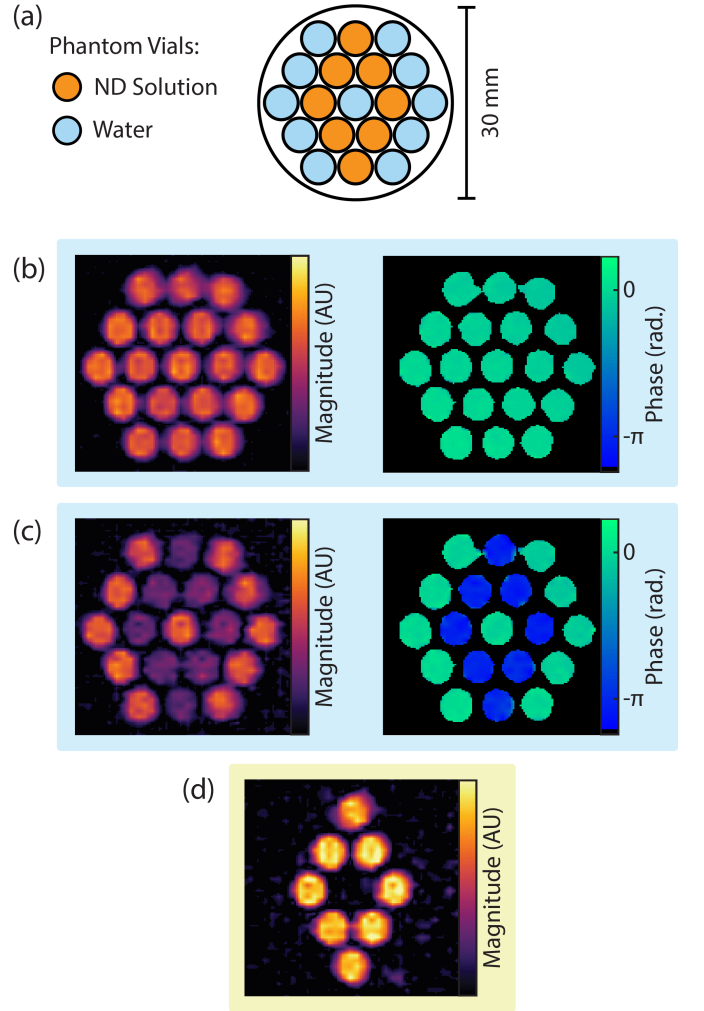 (a)
Phantom Vials:
ND Solution
Water
30 mm
(b)
Magnitude (AU)
0
-π
Phase (rad.)
(c)
Magnitude (AU)
0
-π
Phase (rad.)
(d)
Magnitude (AU)